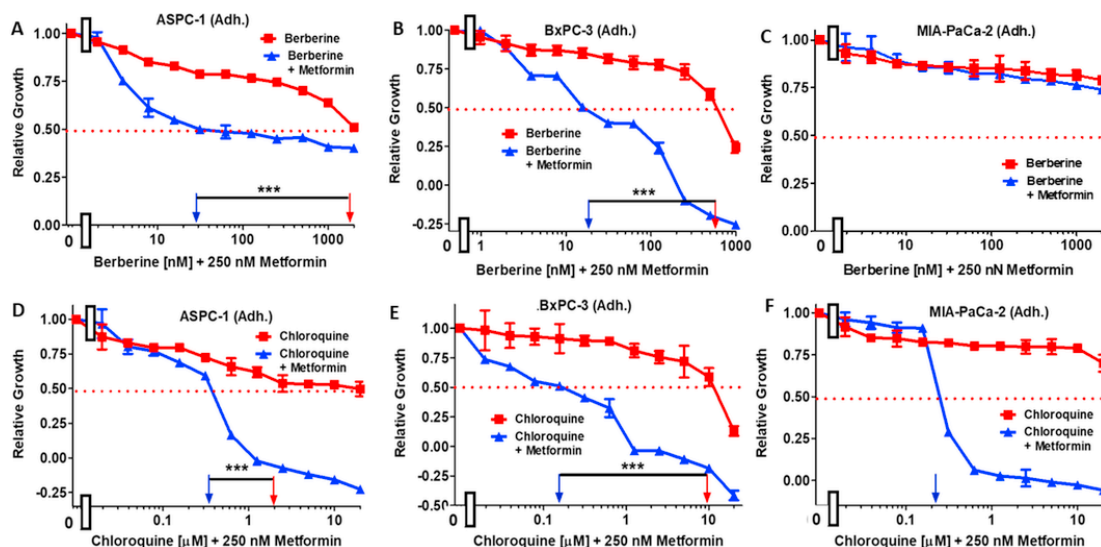 A
ASPC-1 (Adh.)
Relative Growth
1.00
0.75
0.50
0.25
0.00
Berberine
Berberine
+ Metformin
***
0
10
100
1000
Berberine [nM] + 250 nM Metformin
B
BxPC-3 (Adh.)
Relative Growth
1.00
0.75
0.50
0.25
0.00
-0.25
Berberine
Berberine
+ Metformin
***
0
1
10
100
1000
Berberine [nM] + 250 nM Metformin
C
MIA-PaCa-2 (Adh.)
Relative Growth
1.00
0.75
0.50
0.25
0.00
Berberine
Berberine
+ Metformin
0
10
100
1000
Berberine [nM] + 250 nN Metformin
D
ASPC-1 (Adh.)
Relative Growth
1.00
0.75
0.50
0.25
0.00
-0.25
Chloroquine
Chloroquine
+ Metformin
***
0
0.1
1
10
Chloroquine [µM] + 250 nM Metformin
E
.BxPC-3 (Adh.)
Relative Growth
1.00
0.75
0.50
0.25
0.00
-0.25
-0.50
Chloroquine
Chloroquine
+ Metformin
***
0
0.1
1
10
Chloroquine [µM] + 250 nM Metformin
F
MIA-PaCa-2 (Adh.)
Relative Growth
1.00
0.75
0.50
0.25
0.00
Chloroquine
Chloroquine
+ Metformin
0
0.1
1
10
Chloroquine [µM] + 250 nM Metformin